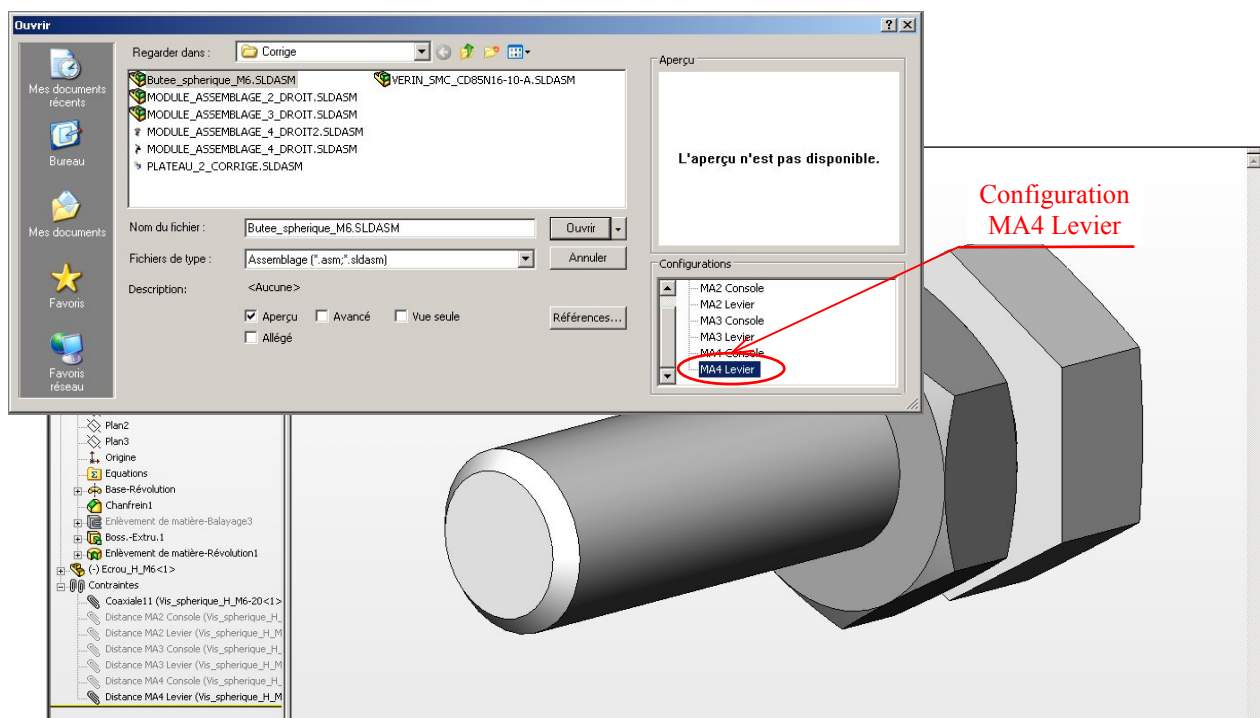 Ouvrir
Regarder dans :
Corrige
Mes documents
récents
Bureau
Mes documents
Favoris
Favoris
réseau
Butee_spherique_M6.SLDASM
VERIN_SMC_CD85N16-10-A.SLDASM
MODULE_ASSEMBLAGE_2_DROIT.SLDASM
MODULE_ASSEMBLAGE_3_DROIT.SLDASM
MODULE_ASSEMBLAGE_4_DROIT2.SLDASM
MODULE_ASSEMBLAGE_4_DROIT.SLDASM
PLATEAU_2_CORRIGE.SLDASM
Nom du fichier :
Butee_spherique_M6.SLDASM
Ouvrir
Fichiers de type :
Assemblage (*.asm;*.sldasm)
Annuler
Description:
<Aucune>
Aperçu
Avancé
Vue seule
Références...
Allégé
Aperçu
L'aperçu n'est pas disponible.
Configurations
MA2 Console
MA2 Levier
MA3 Console
MA3 Levier
MA4 Console
MA4 Levier
Configuration
MA4 Levier
Plan2
Plan3
Origine
Equations
Base-Révolution
Chanfrein1
Enlèvement de matière-Balayage3
Boss.-Extru.1
Enlèvement de matière-Révolution1
(-) Ecrou_H_M6<1>
Contraintes
Coaxiale11 (Vis_spherique_H_M6-20<1>
Distance MA2 Console (Vis_spherique_H_
Distance MA2 Levier (Vis_spherique_H_M
Distance MA3 Console (Vis_spherique_H_
Distance MA3 Levier (Vis_spherique_H_M
Distance MA4 Console (Vis_spherique_H_
Distance MA4 Levier (Vis_spherique_H_M